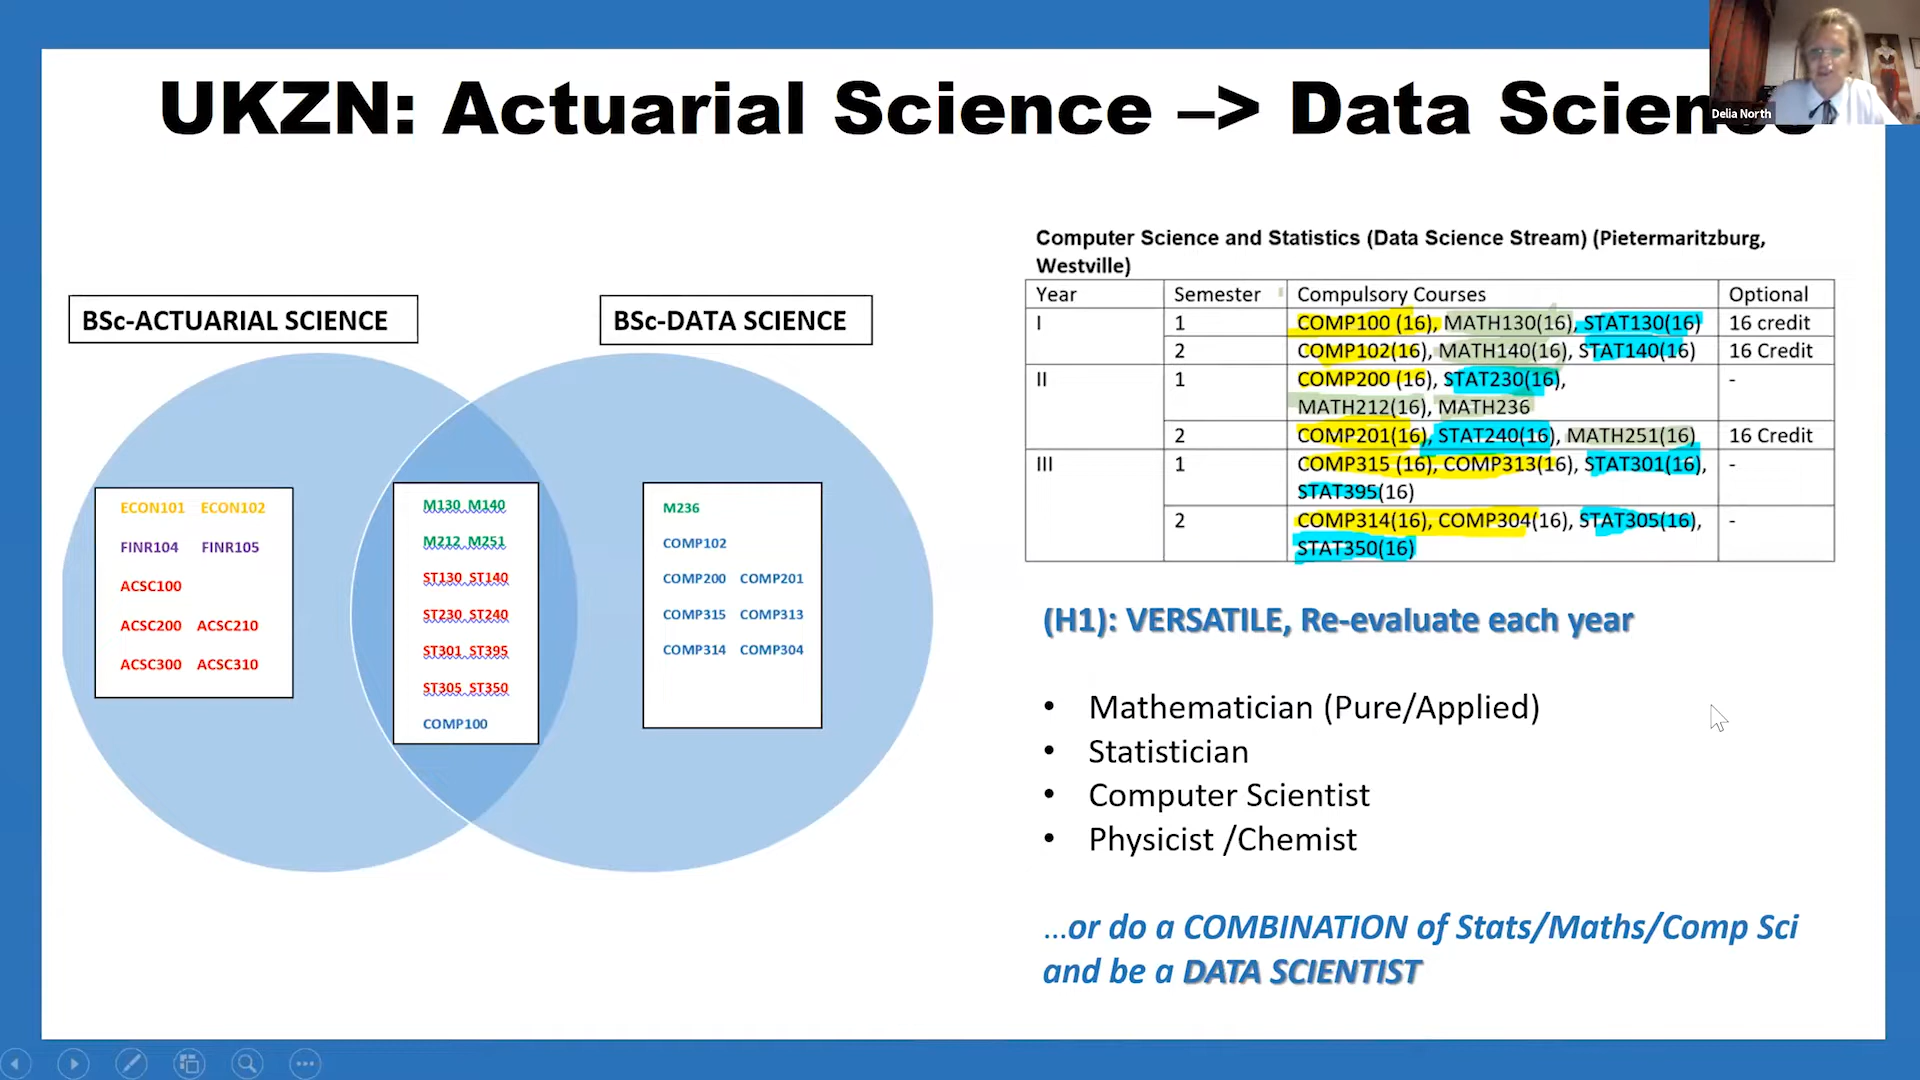 UKZN: Actuarial Science –> Data Science
Delia North
BSc-ACTUARIAL SCIENCE
BSc-DATA SCIENCE
ECON101 ECON102
FINR104 FINR105
ACSC100
ACSC200 ACSC210
ACSC300 ACSC310
M130 M140
M212 M251
ST130 ST140
ST230 ST240
ST301 ST395
ST305 ST350
COMP100
M236
COMP102
COMP200 COMP201
COMP315 COMP313
COMP314 COMP304
Computer Science and Statistics (Data Science Stream) (Pietermaritzburg,
Westville)
Year Semester Compulsory Courses Optional
I 1 COMP100 (16), MATH130(16), STAT130(16) 16 credit
2 COMP102(16), MATH140(16), STAT140(16) 16 Credit
II 1 COMP200 (16), STAT230(16), -
MATH212(16), MATH236
2 COMP201(16), STAT240(16), MATH251(16) 16 Credit
III 1 COMP315 (16), COMP313(16), STAT301(16), -
STAT395(16)
2 COMP314(16), COMP304(16), STAT305(16), -
STAT350(16)
(H1): VERSATILE, Re-evaluate each year
• Mathematician (Pure/Applied)
• Statistician
• Computer Scientist
• Physicist /Chemist
...or do a COMBINATION of Stats/Maths/Comp Sci
and be a DATA SCIENTIST